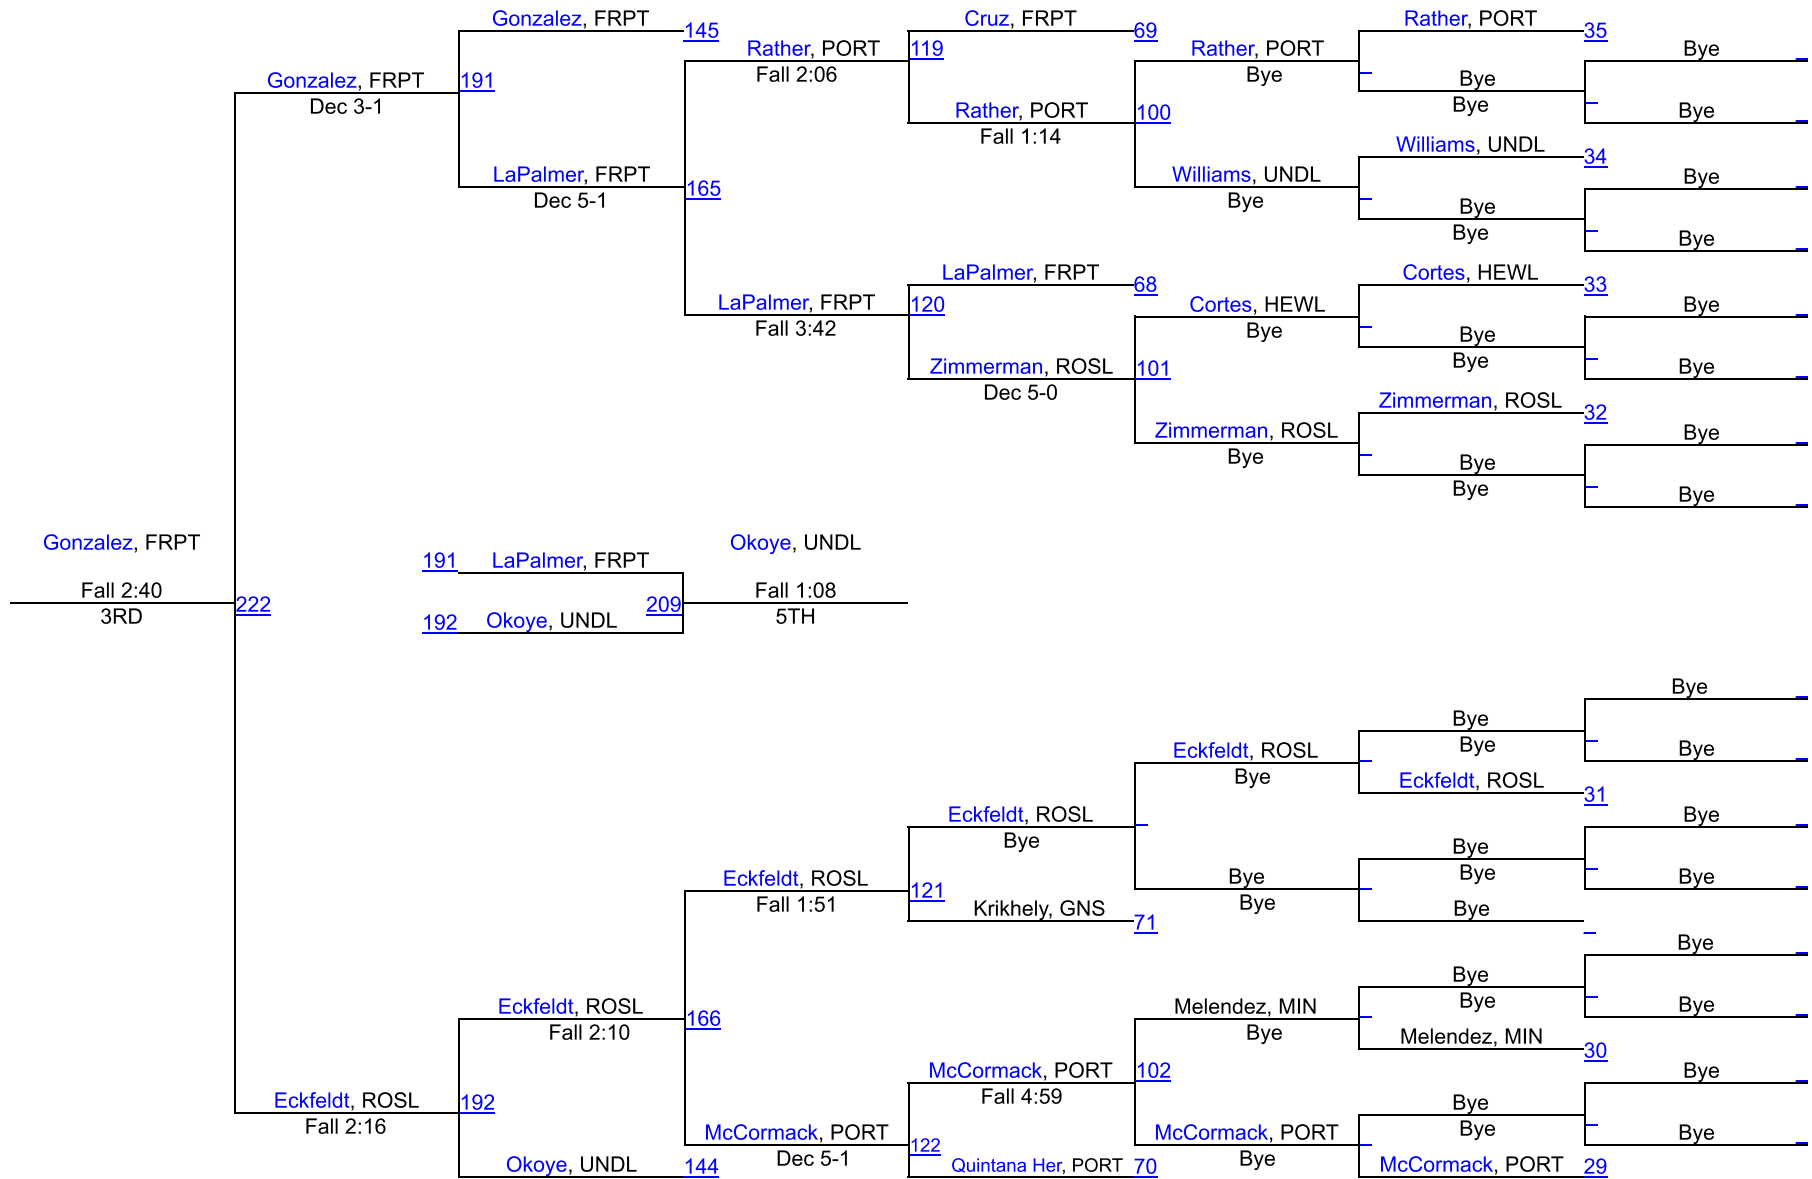 Gonzalez, FRPT
145
Cruz, FRPT
69
Rather, PORT
35
Rather, PORT
119
Rather, PORT
Bye
Fall 2:06
Bye
Bye
Gonzalez, FRPT
191
Bye
Dec 3-1
Rather, PORT
100
Bye
Fall 1:14
Williams, UNDL
34
LaPalmer, FRPT
165
Williams, UNDL
Bye
Dec 5-1
Bye
Bye
Bye
Bye
LaPalmer, FRPT
68
Cortes, HEWL
33
LaPalmer, FRPT
120
Cortes, HEWL
Bye
Fall 3:42
Bye
Bye
Bye
Zimmerman, ROSL
101
Bye
Dec 5-0
Zimmerman, ROSL
32
Zimmerman, ROSL
Bye
Bye
Bye
Bye
Bye
Gonzalez, FRPT
Okoye, UNDL
191
LaPalmer, FRPT
Fall 2:40
Fall 1:08
222
209
3RD
5TH
192
Okoye, UNDL
Bye
Bye
Eckfeldt, ROSL
Bye
Bye
Bye
Eckfeldt, ROSL
31
Eckfeldt, ROSL
Bye
Bye
Bye
Eckfeldt, ROSL
Bye
Bye
Bye
121
Fall 1:51
Bye
Krikhely, GNS
71
Bye
Bye
Eckfeldt, ROSL
166
Melendez, MIN
Bye
Fall 2:10
Bye
Bye
Bye
Melendez, MIN
30
McCormack, PORT
102
Bye
Fall 4:59
Eckfeldt, ROSL
192
Bye
Fall 2:16
McCormack, PORT
122
McCormack, PORT
Bye
Bye
Dec 5-1
Bye
Okoye, UNDL
144
Quintana Her, PORT
70
McCormack, PORT
29